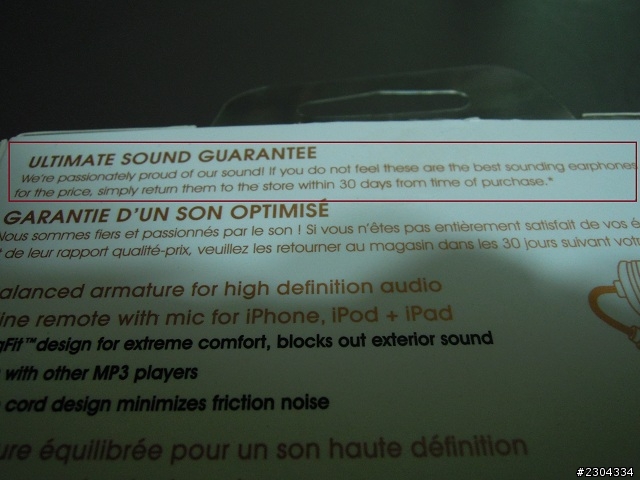 ULTIMATE SOUND GUARANTEE
We're passionately proud of our sound! If you do not feel these are the best sounding earphones
for the price, simply return them to the store within 30 days from time of purchase.*
GARANTIE D'UN SON OPTIMISÉ
Nous sommes fiers et passionnés par le son ! Si vous n'êtes pas entièrement satisfait de vos
de leur rapport qualité-prix, veuillez les retourner au magasin dans les 30 jours suivant
alanced armature for high definition audio
ine remote with mic for iPhone, iPod + iPad
gFit™ design for extreme comfort, blocks out exterior sound
with other MP3 players
cord design minimizes friction noise
ure équilibrée pour un son haute définition
#2304334